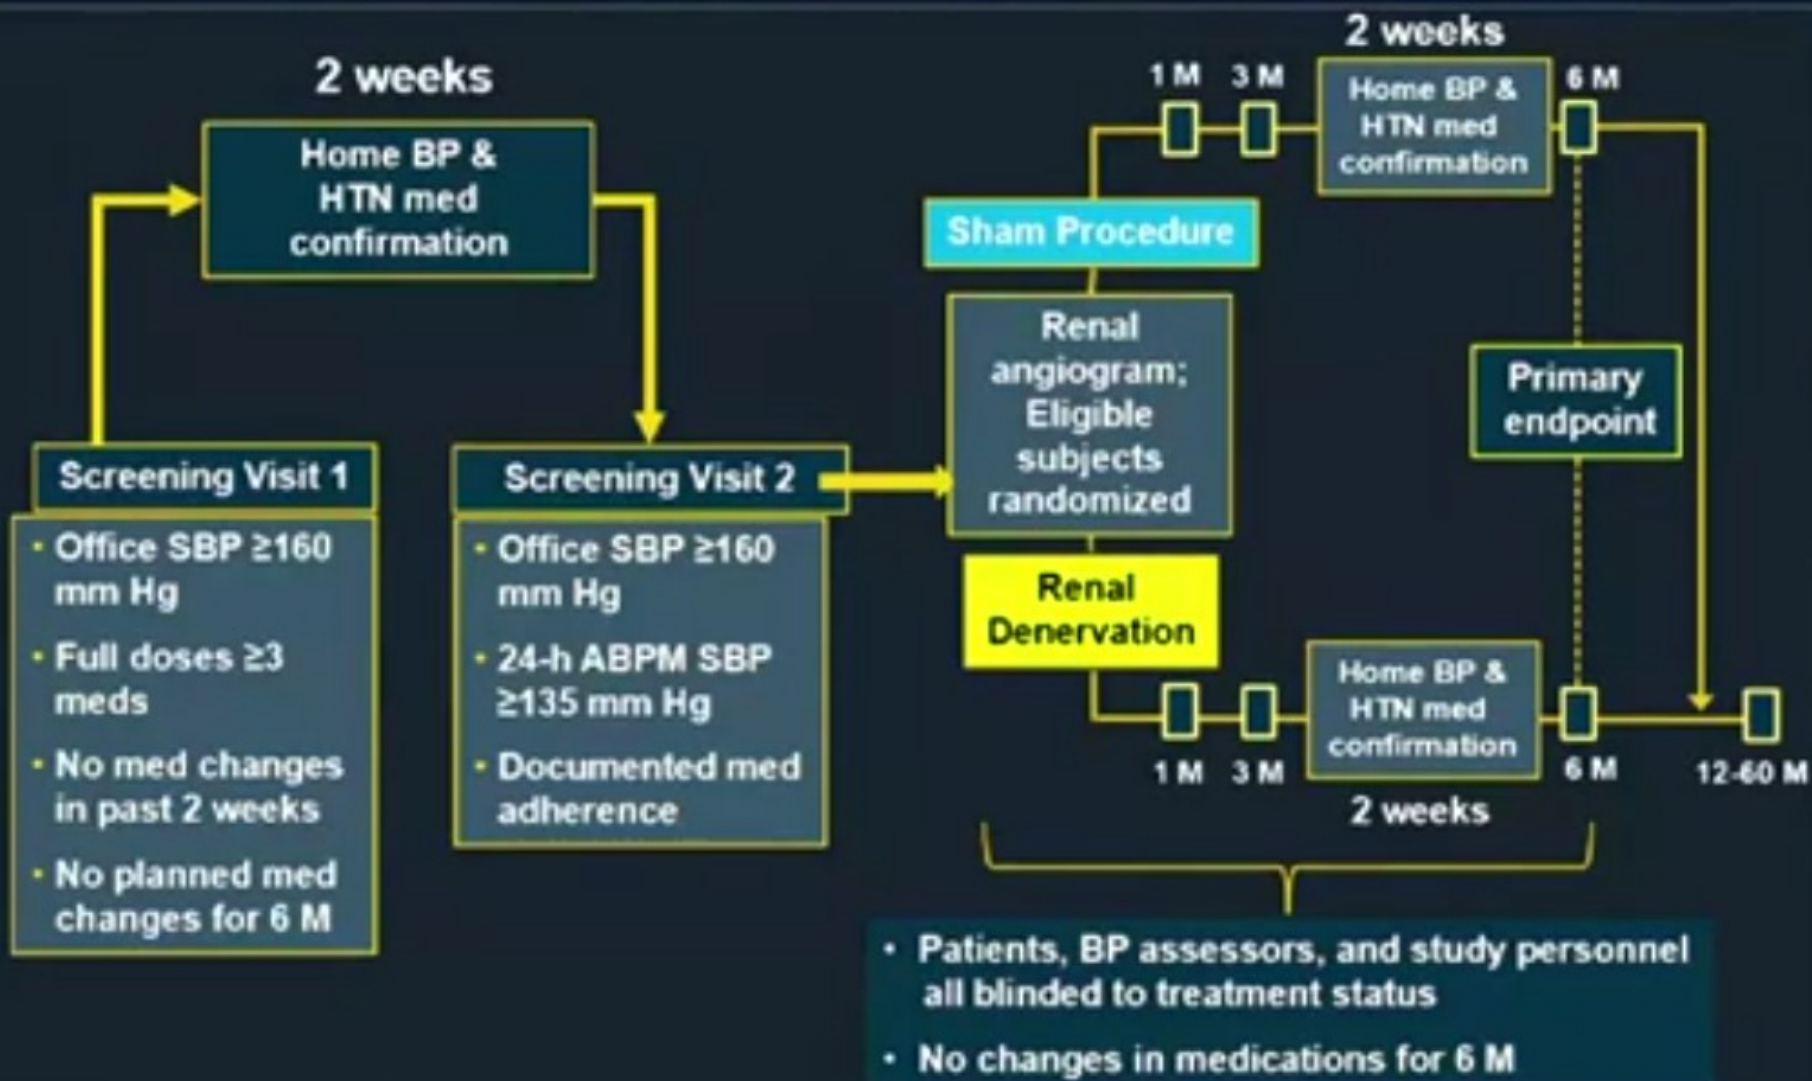 2 weeks
Home BP &
HTN med
confirmation
Screening Visit 1
• Office SBP ≥160
mm Hg
• Full doses ≥3
meds
• No med changes
in past 2 weeks
• No planned med
changes for 6 M
Screening Visit 2
• Office SBP ≥160
mm Hg
• 24-h ABPM SBP
≥135 mm Hg
• Documented med
adherence
Sham Procedure
Renal
angiogram;
Eligible
subjects
randomized
Renal
Denervation
2 weeks
1 M 3 M
Home BP &
HTN med
confirmation
6 M
Primary
endpoint
1 M 3 M
Home BP &
HTN med
confirmation
2 weeks
6 M
12-60 M
• Patients, BP assessors, and study personnel
all blinded to treatment status
• No changes in medications for 6 M